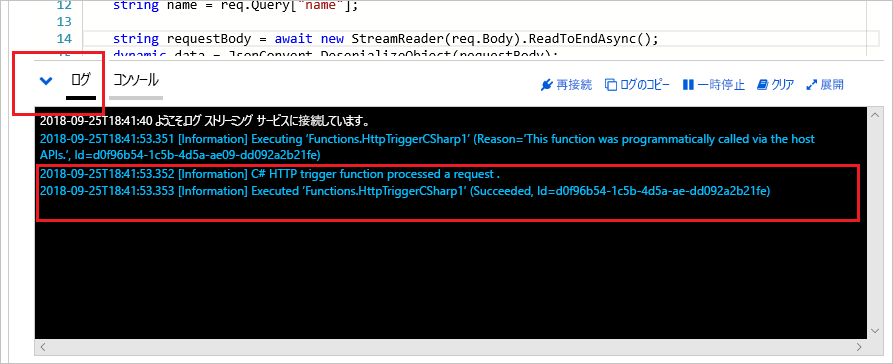 12 string name = req.Query["name"];
13
14 string requestBody = await new StreamReader(req.Body).ReadToEndAsync();
15 dynamic data = JsonConvert.DeserializeObject(requestBody);
ログ コンソール 再接続 ログのコピー 一時停止 クリア 展開
2018-09-25T18:41:40 ようこそログ ストリーミング サービスに接続しています。
2018-09-25T18:41:53.351 [Information] Executing 'Functions.HttpTriggerCSharp1' (Reason='This function was programmatically called via the host
APIs.', Id=d0f96b54-1c5b-4d5a-ae09-dd092a2b21fe)
2018-09-25T18:41:53.352 [Information] C# HTTP trigger function processed a request .
2018-09-25T18:41:53.353 [Information] Executed 'Functions.HttpTriggerCSharp1' (Succeeded, Id=d0f96b54-1c5b-4d5a-ae-dd092a2b21fe)